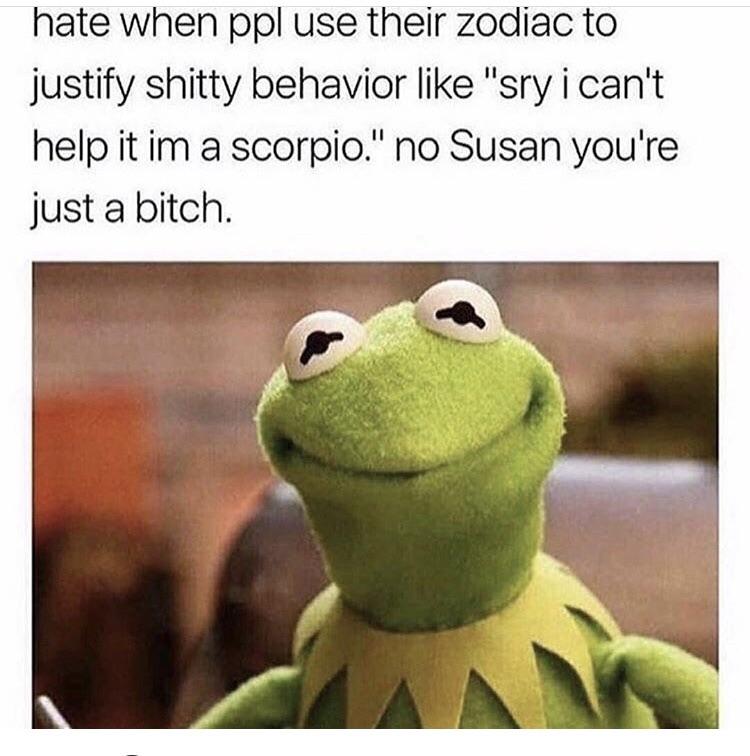 hate when ppl use their zodiac to
justify shitty behavior like "sry i can't
help it im a scorpio." no Susan you're
just a bitch.